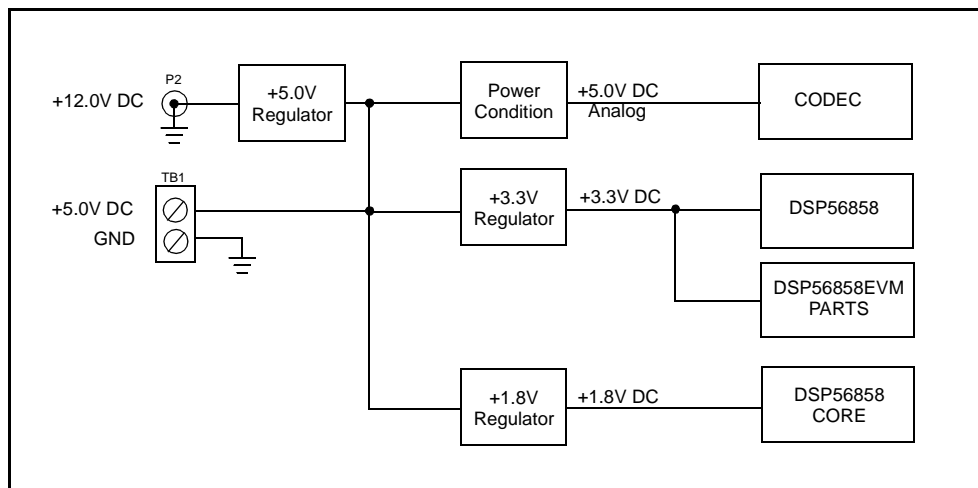 P2
+12.0V DC
+5.0V
Regulator
Power
Condition
+5.0V DC
Analog
CODEC
TB1
+5.0V DC
GND
+3.3V
Regulator
+3.3V DC
DSP56858
DSP56858EVM
PARTS
+1.8V
Regulator
+1.8V DC
DSP56858
CORE